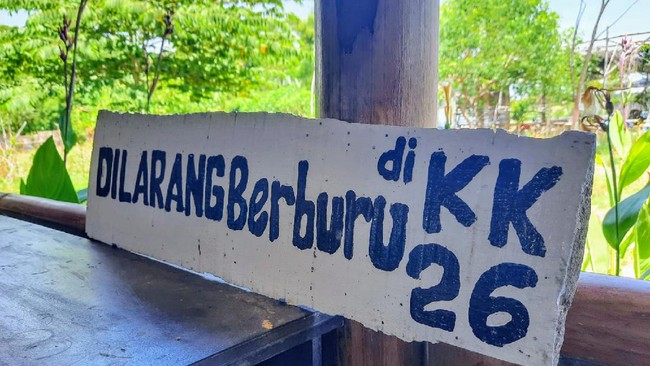 DILARANG Berburu di KK
26